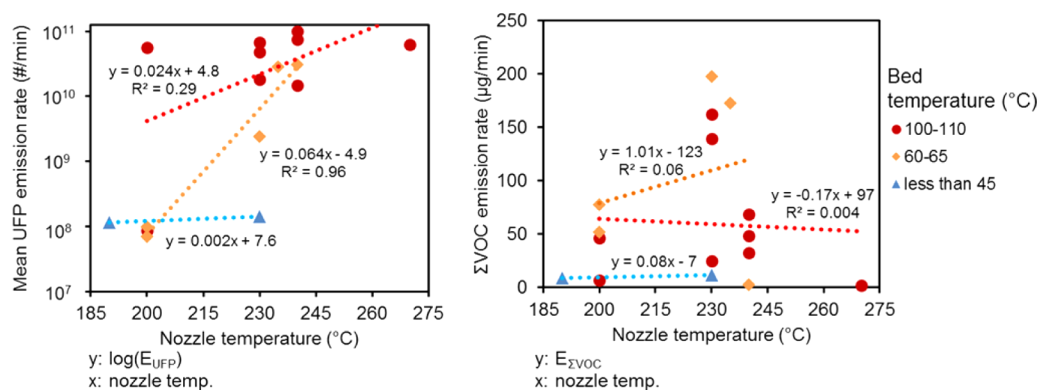 Mean UFP emission rate (#/min)
10¹¹
10¹⁰
10⁹
10⁸
10⁷
y = 0.024x + 4.8
R² = 0.29
y = 0.064x - 4.9
R² = 0.96
y = 0.002x + 7.6
185 200 215 230 245 260 275
Nozzle temperature (°C)
y: log(E_UFP)
x: nozzle temp.
ΣVOC emission rate (µg/min)
250
200
150
100
50
0
y = 1.01x - 123
R² = 0.06
y = -0.17x + 97
R² = 0.004
y = 0.08x - 7
185 200 215 230 245 260 275
Nozzle temperature (°C)
y: E_ΣVOC
x: nozzle temp.
Bed
temperature (°C)
100-110
60-65
less than 45